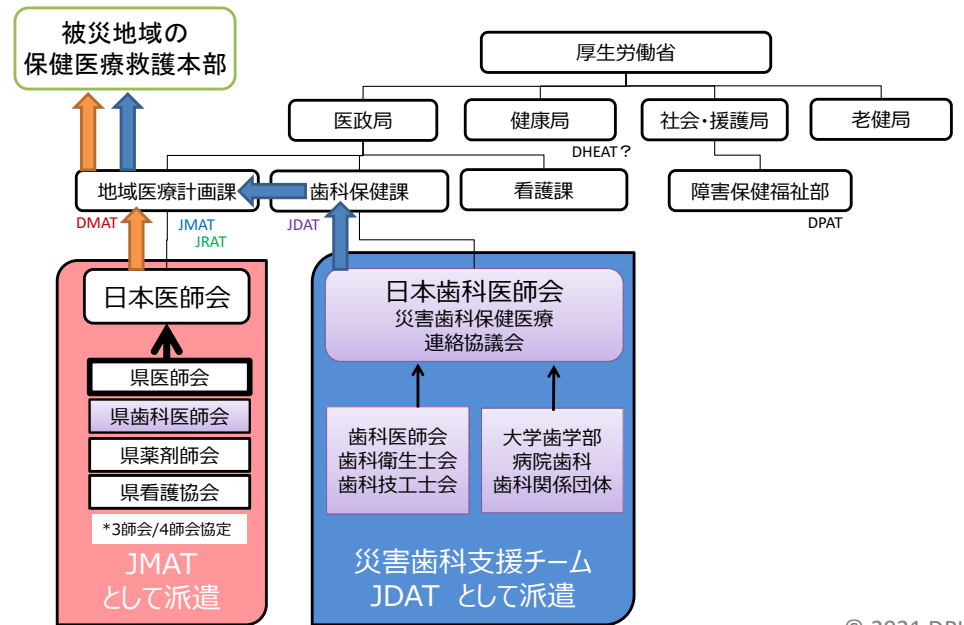 被災地域の
保健医療救護本部
厚生労働省
医政局
健康局
社会・援護局
老健局
DHEAT？
地域医療計画課
歯科保健課
看護課
障害保健福祉部
DMAT
JMAT
JRAT
JDAT
DPAT
日本医師会
県医師会
県歯科医師会
県薬剤師会
県看護協会
*3師会/4師会協定
JMAT
として派遣
日本歯科医師会
災害歯科保健医療
連絡協議会
歯科医師会
歯科衛生士会
歯科技工士会
大学歯学部
病院歯科
歯科関係団体
災害歯科支援チーム
JDAT として派遣
© 2021